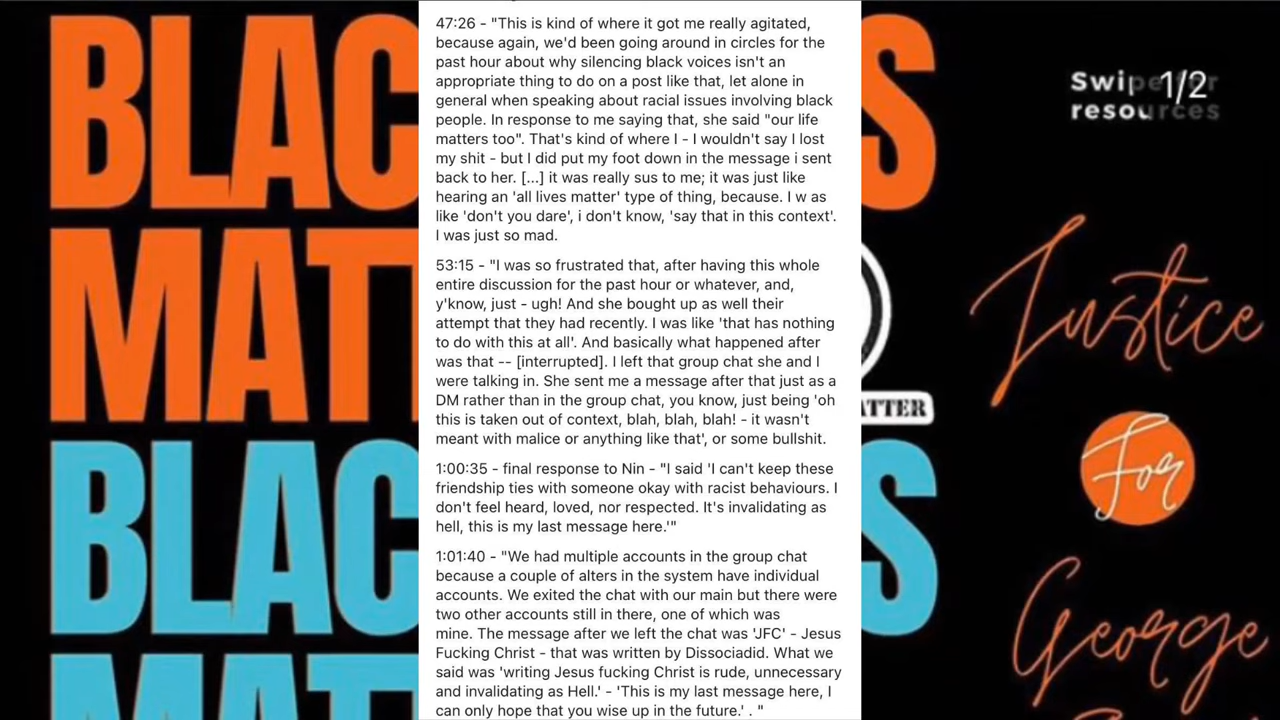 BLAC
MATT
BLAC
MATT
47:26 - "This is kind of where it got me really agitated,
because again, we'd been going around in circles for the
past hour about why silencing black voices isn't an
appropriate thing to do on a post like that, let alone in
general when speaking about racial issues involving black
people. In response to me saying that, she said "our life
matters too". That's kind of where I - I wouldn't say I lost
my shit - but I did put my foot down in the message i sent
back to her. [...] it was really sus to me; it was just like
hearing an 'all lives matter' type of thing, because. I w as
like 'don't you dare', i don't know, 'say that in this context'.
I was just so mad.
53:15 - "I was so frustrated that, after having this whole
entire discussion for the past hour or whatever, and,
y'know, just - ugh! And she bought up as well their
attempt that they had recently. I was like 'that has nothing
to do with this at all'. And basically what happened after
was that -- [interrupted]. I left that group chat she and I
were talking in. She sent me a message after that just as a
DM rather than in the group chat, you know, just being 'oh
this is taken out of context, blah, blah, blah! - it wasn't
meant with malice or anything like that', or some bullshit.
1:00:35 - final response to Nin - "I said 'I can't keep these
friendship ties with someone okay with racist behaviours. I
don't feel heard, loved, nor respected. It's invalidating as
hell, this is my last message here.'"
1:01:40 - "We had multiple accounts in the group chat
because a couple of alters in the system have individual
accounts. We exited the chat with our main but there were
two other accounts still in there, one of which was
mine. The message after we left the chat was 'JFC' - Jesus
Fucking Christ - that was written by Dissociadid. What we
said was 'writing Jesus fucking Christ is rude, unnecessary
and invalidating as Hell.' - 'This is my last message here, I
can only hope that you wise up in the future.' . "
S
S
ATTER
Swipe for
1/2
resources
Justice
For
George